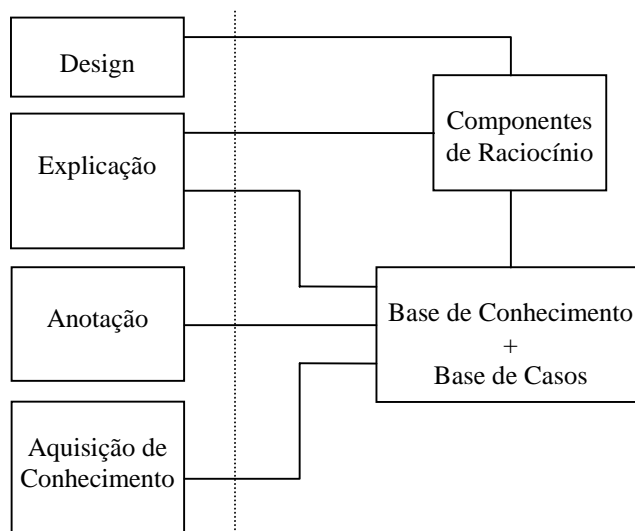 Design
Componentes
de Raciocínio
Explicação
Anotação
Base de Conhecimento
+
Base de Casos
Aquisição de
Conhecimento